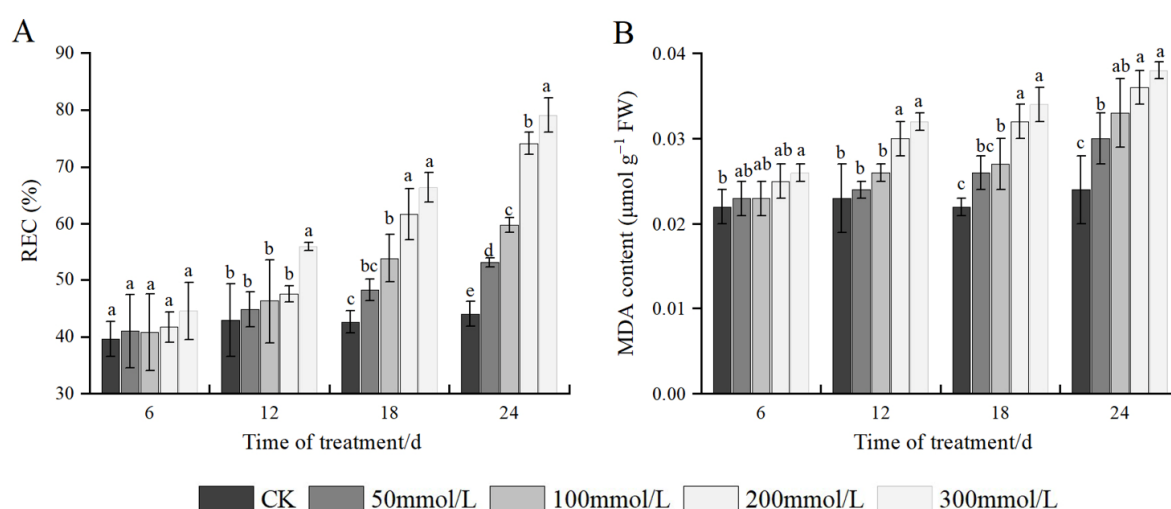 A
REC (%)
90
80
70
60
50
40
30
a a a a a
b b b b a
c bc b a a
e d c b a
6 12 18 24
Time of treatment/d
B
MDA content (μmol g⁻¹ FW)
0.04
0.03
0.02
0.01
0.00
b ab ab ab a
b b b a a
c bc b a a
c b ab a a
6 12 18 24
Time of treatment/d
CK 50mmol/L 100mmol/L 200mmol/L 300mmol/L